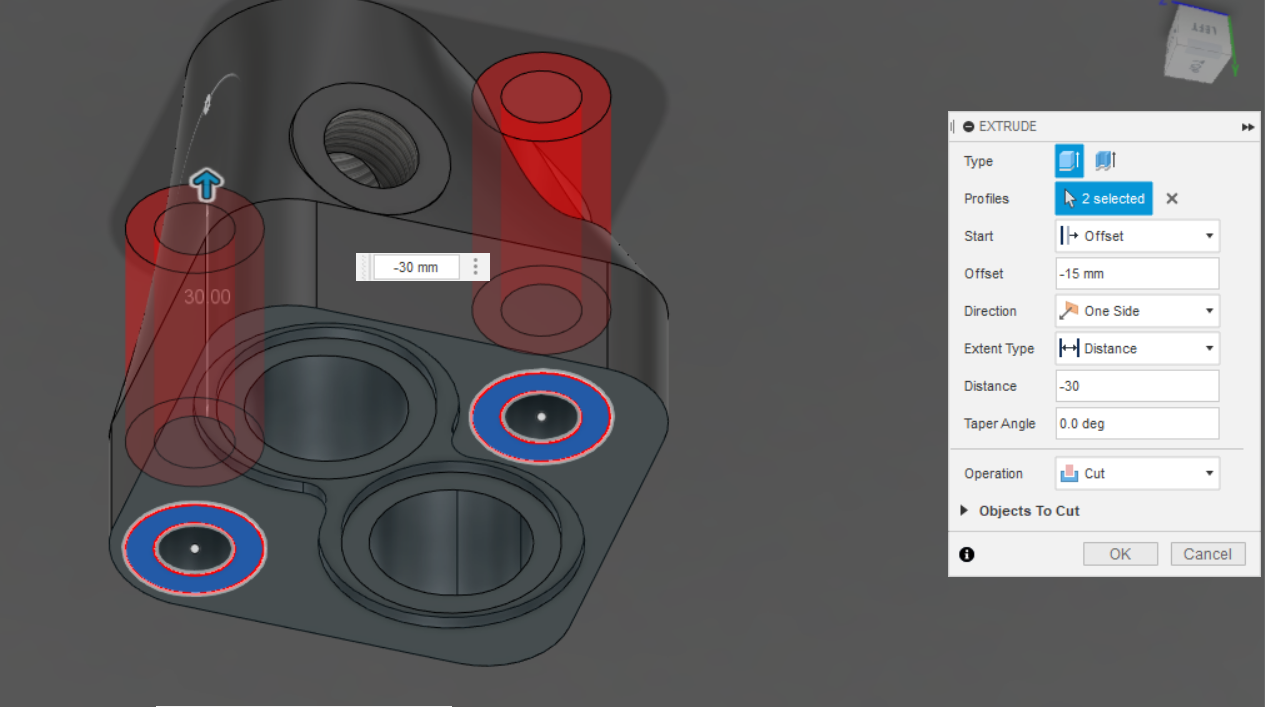 LEFT
EXTRUDE
Type
Profiles 2 selected
Start Offset
Offset -15 mm
Direction One Side
Extent Type Distance
Distance -30
Taper Angle 0.0 deg
Operation Cut
Objects To Cut
OK Cancel
-30 mm
30.00